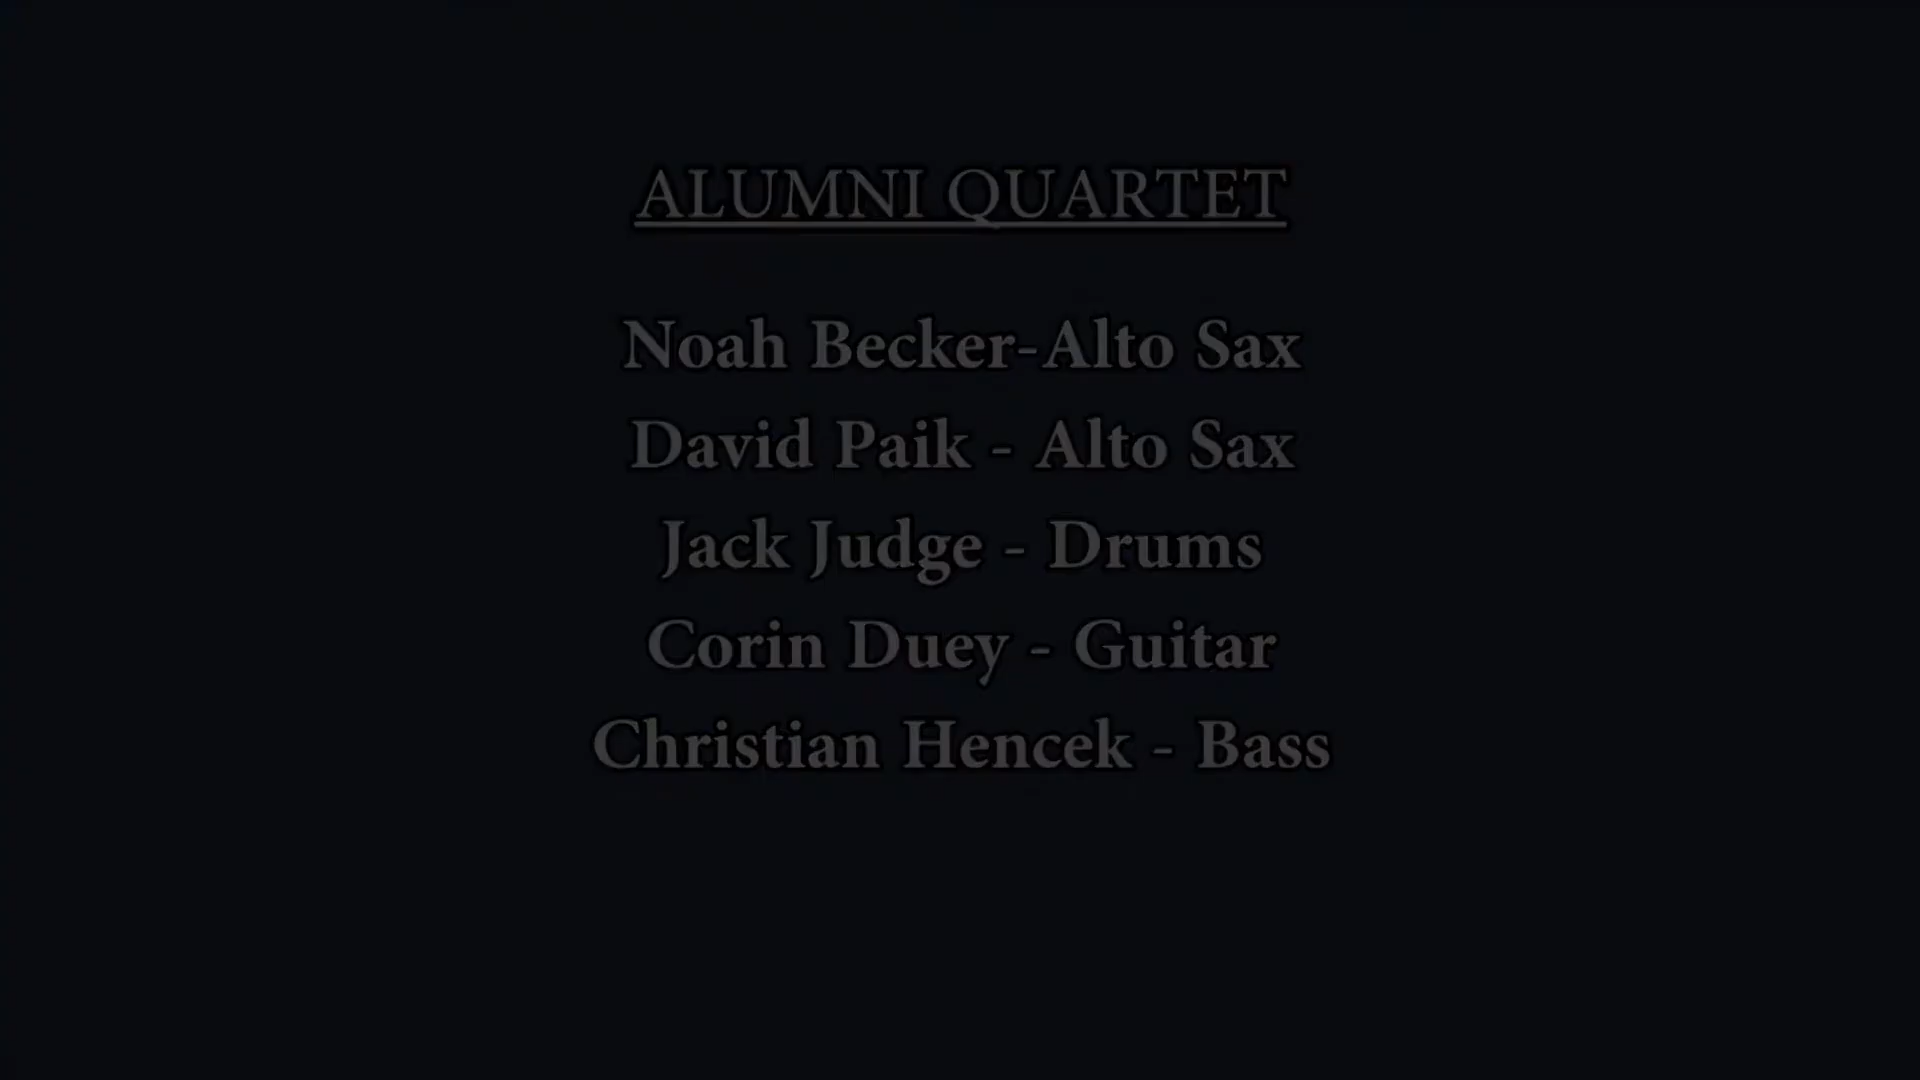 ALUMNI QUARTET
Noah Becker-Alto Sax
David Paik - Alto Sax
Jack Judge - Drums
Corin Duey - Guitar
Christian Hencek - Bass